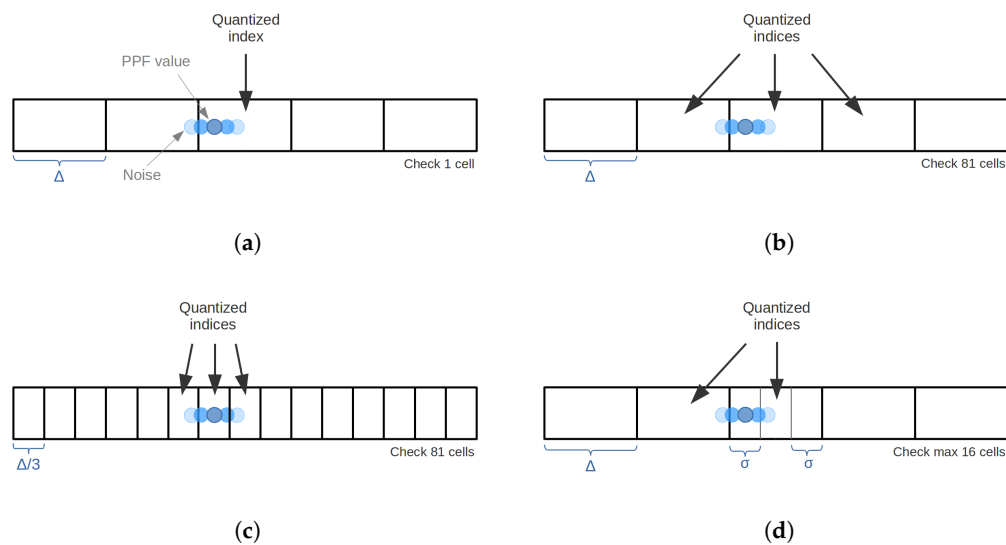 Quantized
index
PPF value
Noise
Δ
Check 1 cell
(a)
Quantized
indices
Δ
Check 81 cells
(b)
Quantized
indices
Δ/3
Check 81 cells
(c)
Quantized
indices
Δ
σ
σ
Check max 16 cells
(d)